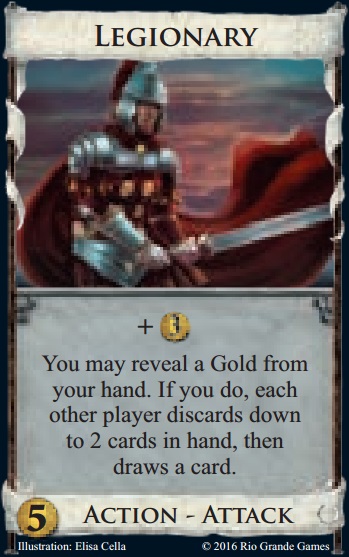 LEGIONARY
+
You may reveal a Gold from
your hand. If you do, each
other player discards down
to 2 cards in hand, then
draws a card.
5 ACTION - ATTACK
Illustration: Elisa Cella © 2016 Rio Grande Games